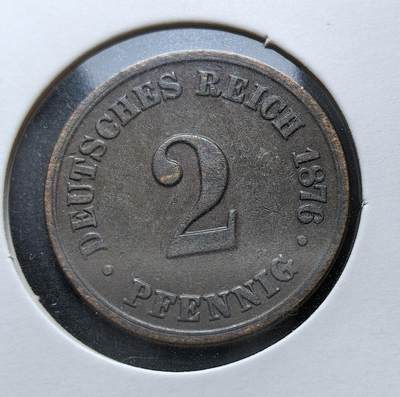 DEUTSCHES REICH 1876
2
PFENNIG